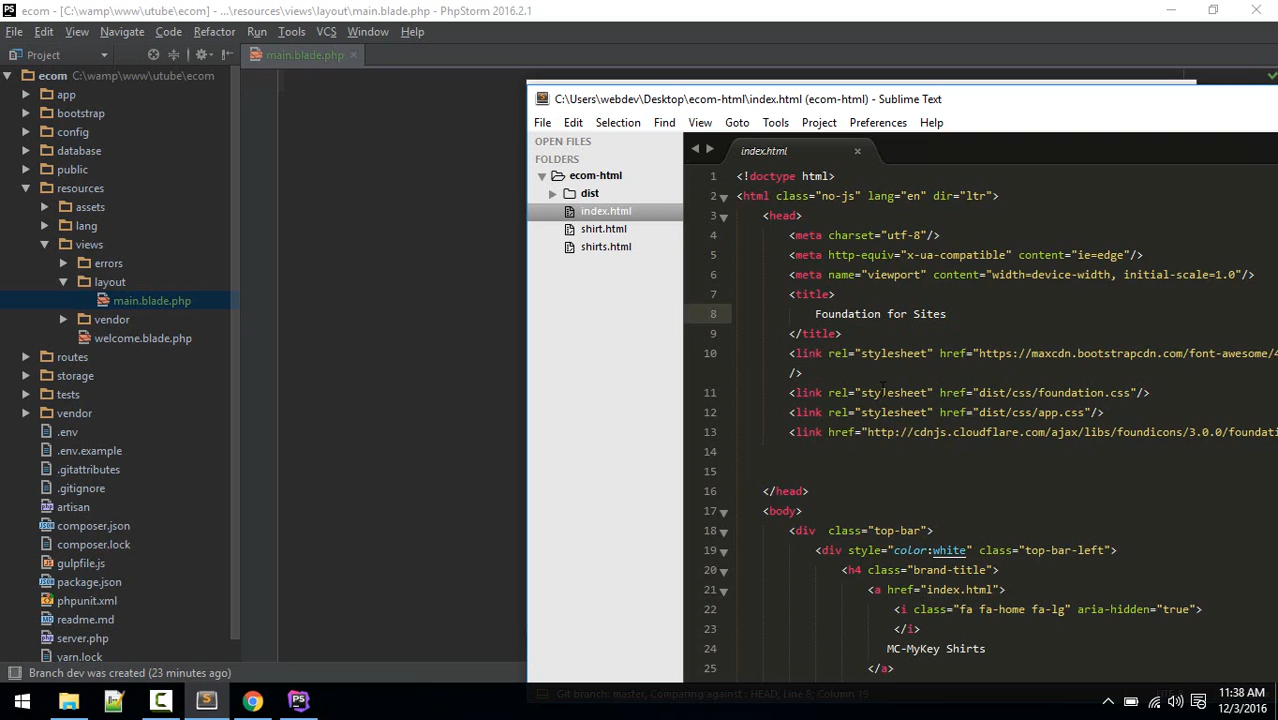 ecom - [C:\wamp\www\utube\ecom] - ...\resources\views\layout\main.blade.php - PhpStorm 2016.2.1
File Edit View Navigate Code Refactor Run Tools VCS Window Help
Project
main.blade.php
ecom C:\wamp\www\utube\ecom
app
bootstrap
config
database
public
resources
assets
lang
views
errors
layout
main.blade.php
vendor
welcome.blade.php
routes
storage
tests
vendor
.env
.env.example
.gitattributes
.gitignore
artisan
composer.json
composer.lock
gulpfile.js
package.json
phpunit.xml
readme.md
server.php
yarn.lock
Branch dev was created (23 minutes ago)
C:\Users\webdev\Desktop\ecom-html\index.html (ecom-html) - Sublime Text
File Edit Selection Find View Goto Tools Project Preferences Help
OPEN FILES
FOLDERS
ecom-html
dist
index.html
shirt.html
shirts.html
index.html
1 <!doctype html>
2 <html class="no-js" lang="en" dir="ltr">
3 <head>
4 <meta charset="utf-8"/>
5 <meta http-equiv="x-ua-compatible" content="ie=edge"/>
6 <meta name="viewport" content="width=device-width, initial-scale=1.0"/>
7 <title>
8 Foundation for Sites
9 </title>
10 <link rel="stylesheet" href="https://maxcdn.bootstrapcdn.com/font-awesome/4
/>
11 <link rel="stylesheet" href="dist/css/foundation.css"/>
12 <link rel="stylesheet" href="dist/css/app.css"/>
13 <link href="http://cdnjs.cloudflare.com/ajax/libs/foundicons/3.0.0/foundati
14
15
16 </head>
17 <body>
18 <div class="top-bar">
19 <div style="color:white" class="top-bar-left">
20 <h4 class="brand-title">
21 <a href="index.html">
22 <i class="fa fa-home fa-lg" aria-hidden="true">
23 </i>
24 MC-MyKey Shirts
25 </a>
Git branch: master, Comparing against : HEAD, Line 8; Column 19
11:38 AM
12/3/2016